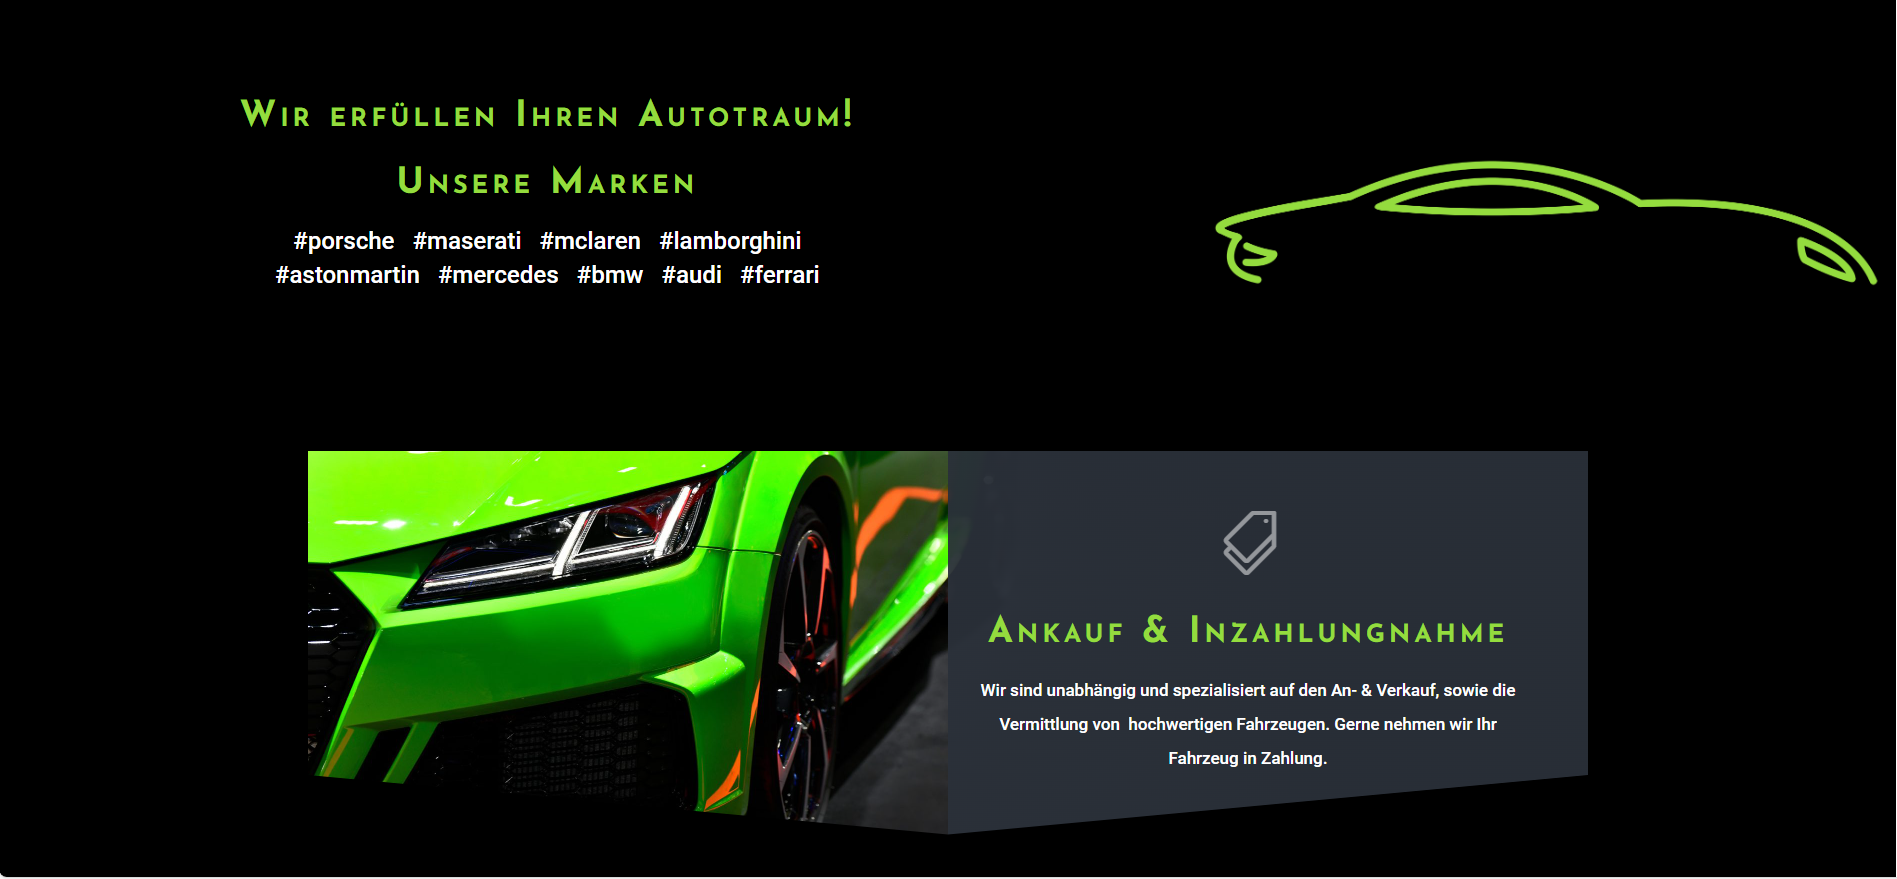 Wir erfüllen Ihren Autotraum!
Unsere Marken
#porsche #maserati #mclaren #lamborghini
#astonmartin #mercedes #bmw #audi #ferrari
Ankauf & Inzahlungnahme
Wir sind unabhängig und spezialisiert auf den An- & Verkauf, sowie die
Vermittlung von hochwertigen Fahrzeugen. Gerne nehmen wir Ihr
Fahrzeug in Zahlung.